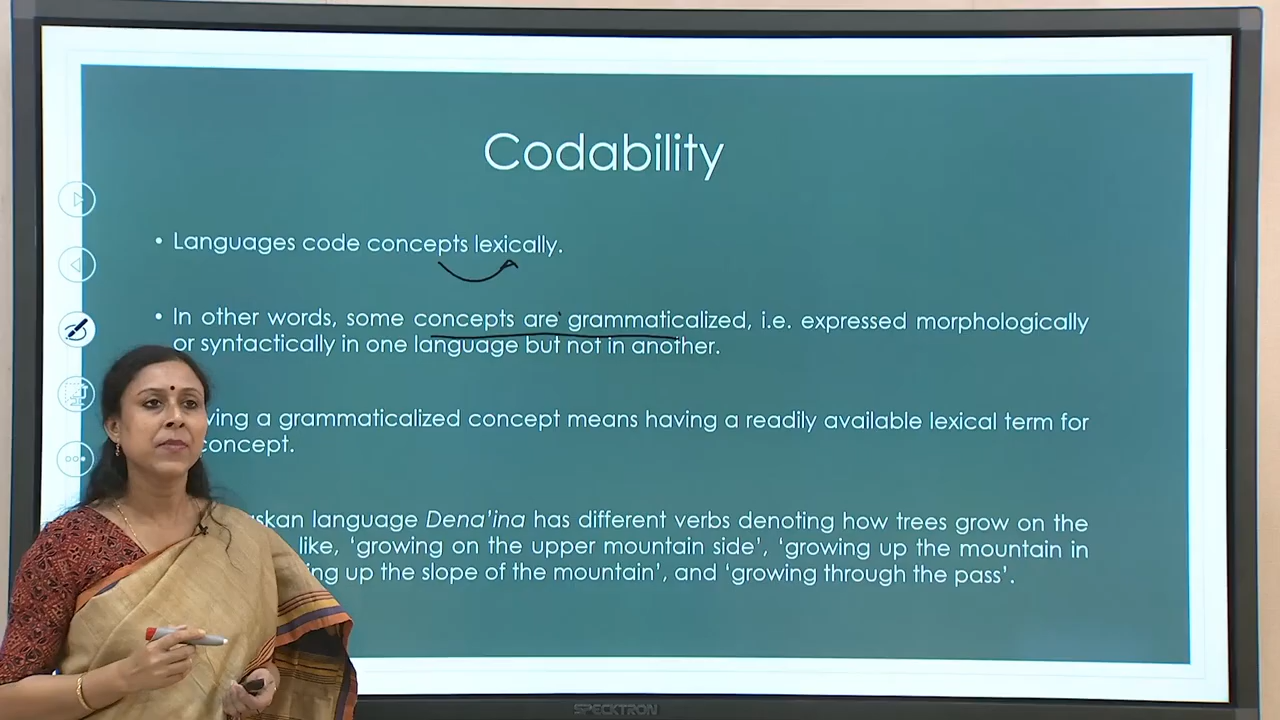 Codability
• Languages code concepts lexically.
• In other words, some concepts are grammaticalized, i.e. expressed morphologically
or syntactically in one language but not in another.
ving a grammaticalized concept means having a readily available lexical term for
concept.
skan language Dena'ina has different verbs denoting how trees grow on the
like, 'growing on the upper mountain side', 'growing up the mountain in
ing up the slope of the mountain', and 'growing through the pass'.
SPECKTRON